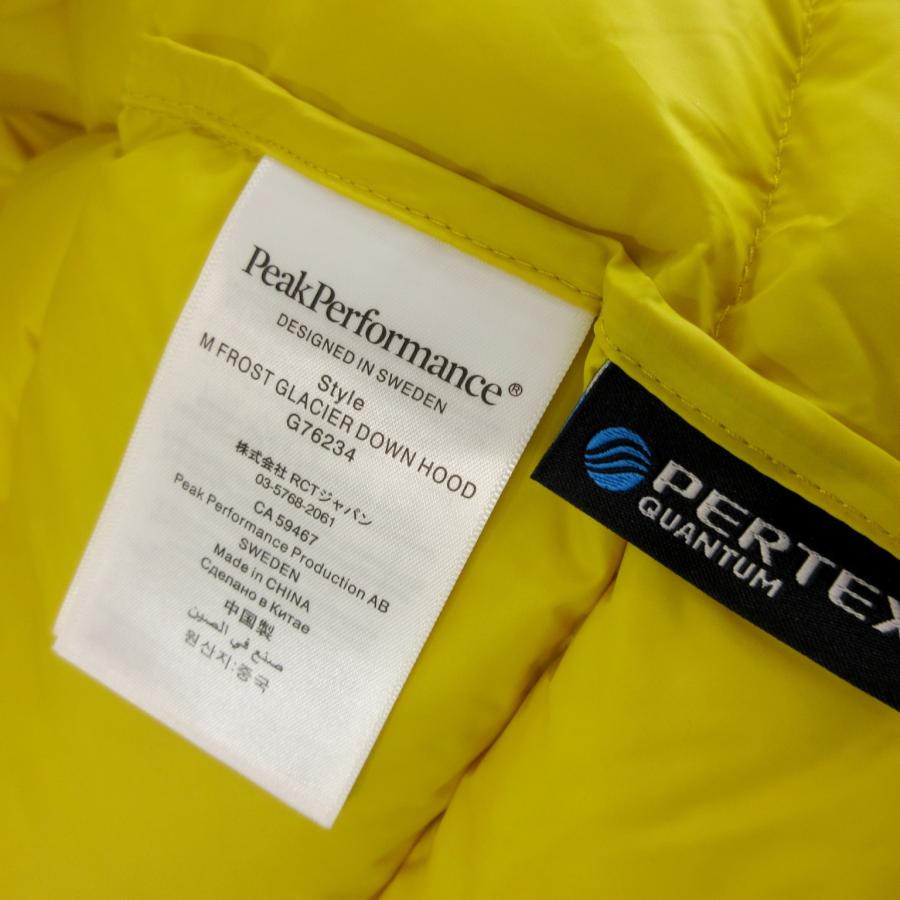 PeakPerformance®
DESIGNED IN SWEDEN
Style
M FROST GLACIER DOWN HOOD
G76234
株式会社 RCTジャパン
03-5768-2061
CA 59467
Peak Performance Production AB
SWEDEN
Made in CHINA
Сделано в Китае
中国製
صنع في الصين
원산지:중국
PERTEX
QUANTUM